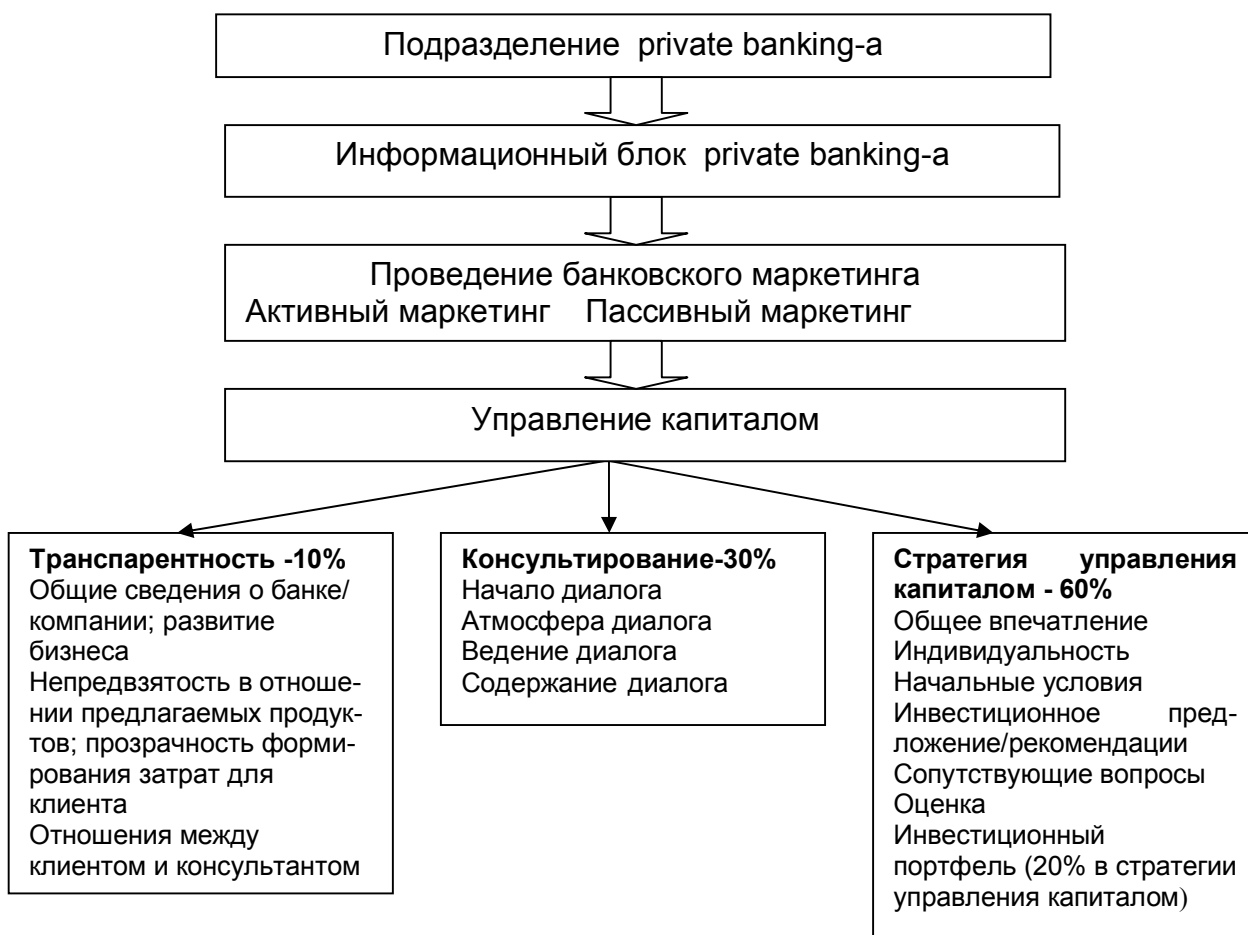 Подразделение private banking-а
Информационный блок private banking-а
Проведение банковского маркетинга
Активный маркетинг Пассивный маркетинг
Управление капиталом
Транспарентность -10%
Общие сведения о банке/
компании; развитие
бизнеса
Непредвзятость в отноше-
нии предлагаемых продук-
тов; прозрачность форми-
рования затрат для
клиента
Отношения между
клиентом и консультантом
Консультирование-30%
Начало диалога
Атмосфера диалога
Ведение диалога
Содержание диалога
Стратегия управления
капиталом - 60%
Общее впечатление
Индивидуальность
Начальные условия
Инвестиционное пред-
ложение/рекомендации
Сопутствующие вопросы
Оценка
Инвестиционный
портфель (20% в стратегии
управления капиталом)